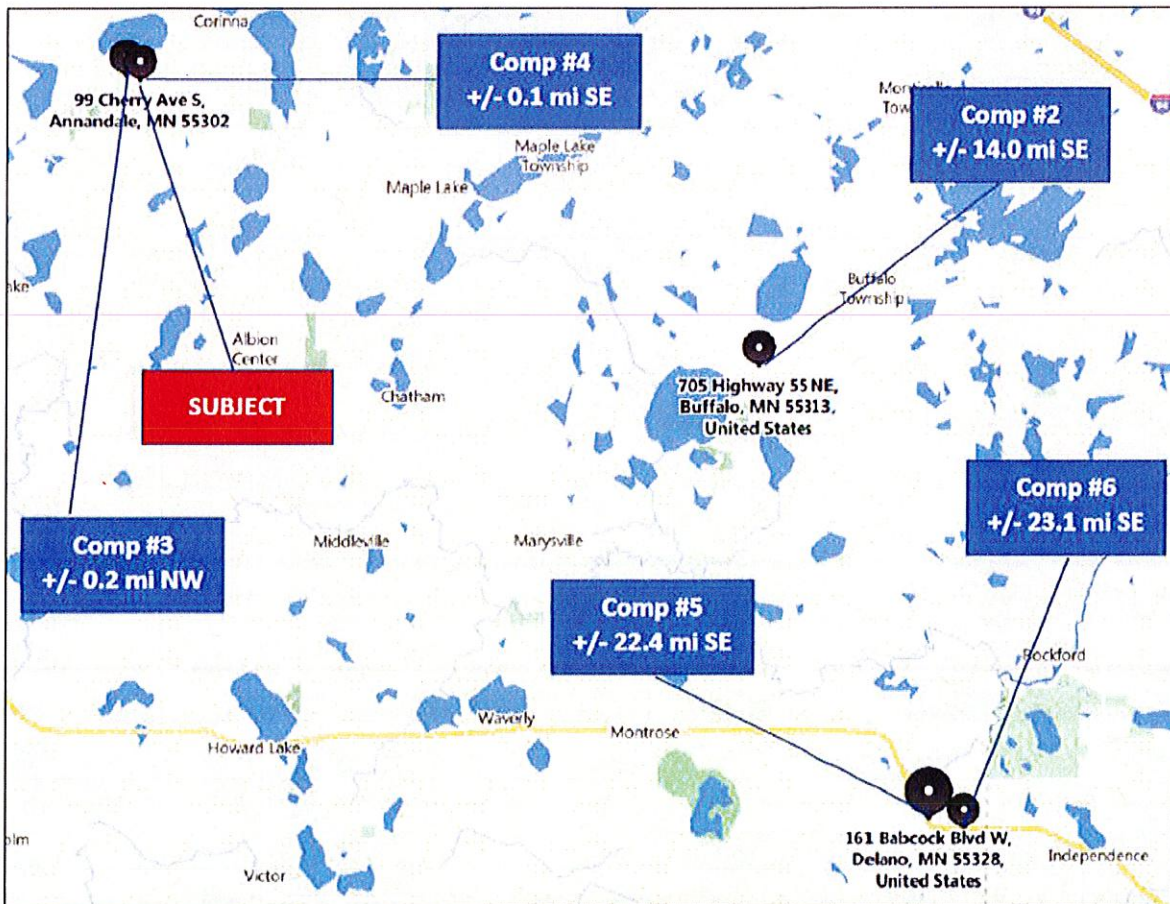 Corinna
Comp #4
+/- 0.1 mi SE
99 Cherry Ave S,
Annandale, MN 55302
Comp #2
+/- 14.0 mi SE
Maple Lake
Township
Maple Lake
Buffalo
Township
Albion
Center
SUBJECT
Chatham
705 Highway 55 NE,
Buffalo, MN 55313,
United States
Comp #6
+/- 23.1 mi SE
Comp #3
+/- 0.2 mi NW
Middleville
Marysville
Comp #5
+/- 22.4 mi SE
Rockford
Waverly
Montrose
Howard Lake
161 Babcock Blvd W,
Delano, MN 55328,
United States
Independence
Victor